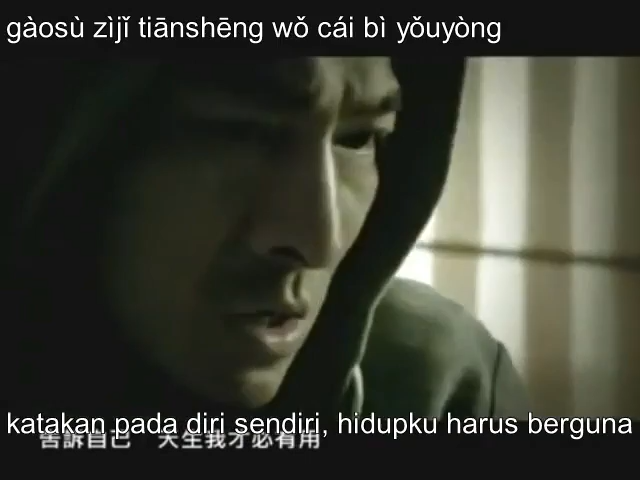 gàosù zìjǐ tiānshēng wǒ cái bì yǒuyòng
katakan pada diri sendiri, hidupku harus berguna
告訴自己 天生我才必有用